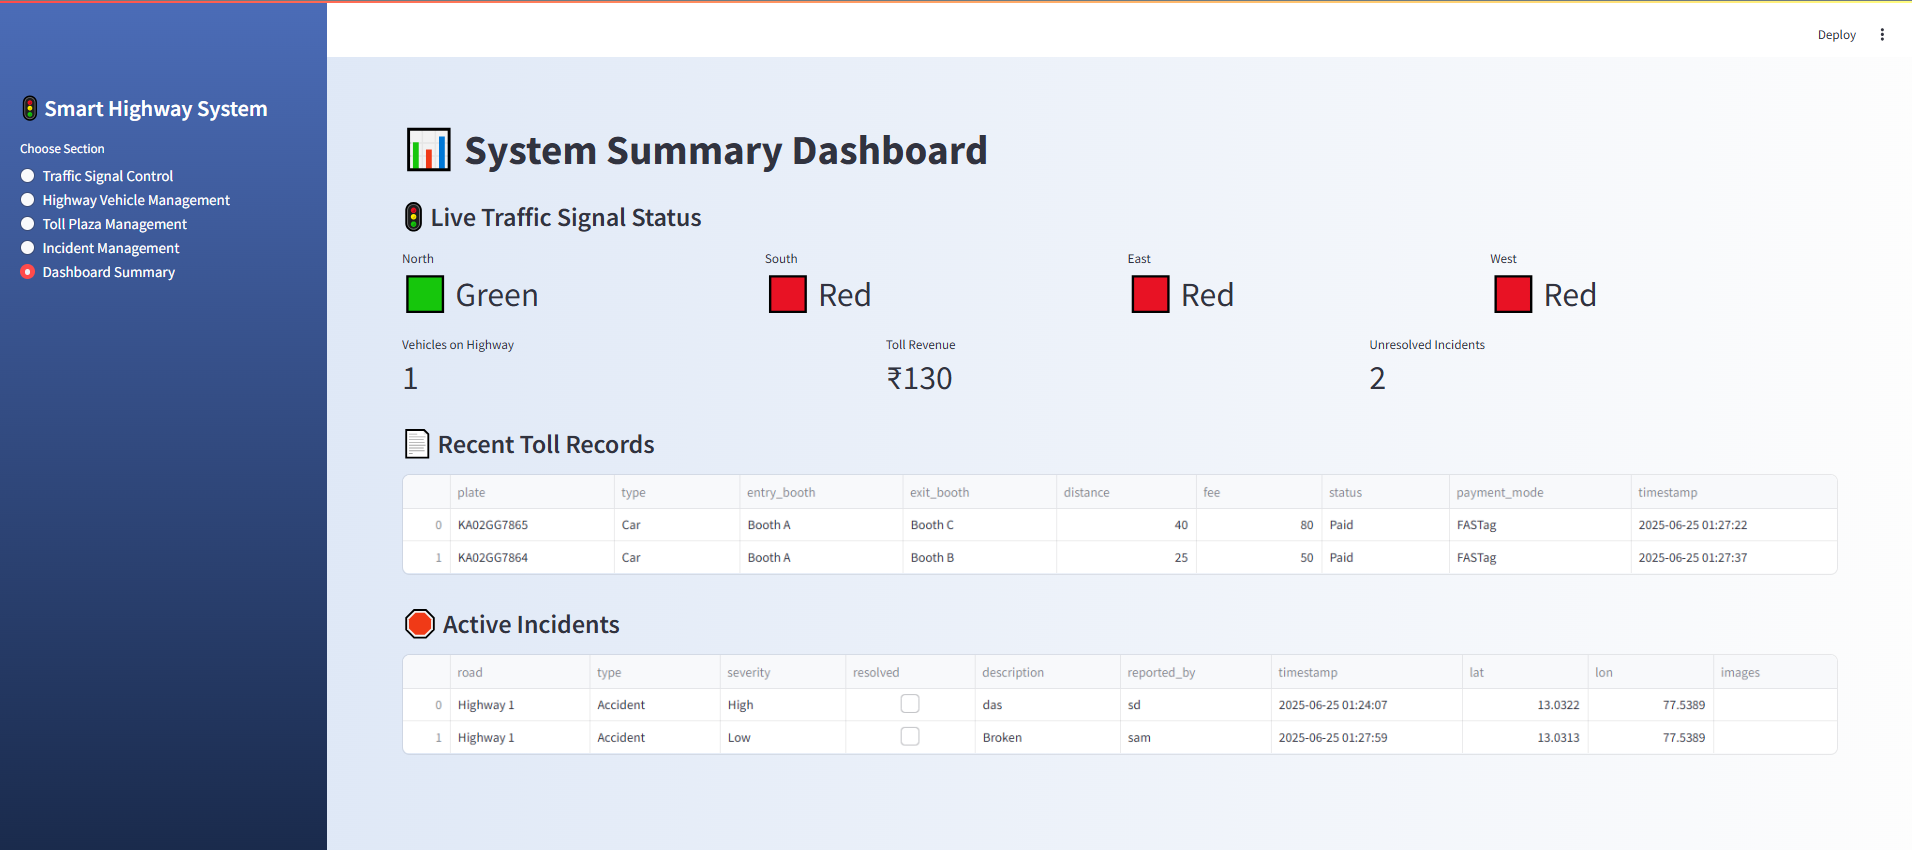 Deploy
Smart Highway System
Choose Section
Traffic Signal Control
Highway Vehicle Management
Toll Plaza Management
Incident Management
Dashboard Summary
System Summary Dashboard
Live Traffic Signal Status
North South East West
Green Red Red Red
Vehicles on Highway Toll Revenue Unresolved Incidents
1 ₹130 2
Recent Toll Records
plate type entry_booth exit_booth distance fee status payment_mode timestamp
0 KA02GG7865 Car Booth A Booth C 40 80 Paid FASTag 2025-06-25 01:27:22
1 KA02GG7864 Car Booth A Booth B 25 50 Paid FASTag 2025-06-25 01:27:37
Active Incidents
road type severity resolved description reported_by timestamp lat lon images
0 Highway 1 Accident High das sd 2025-06-25 01:24:07 13.0322 77.5389
1 Highway 1 Accident Low Broken sam 2025-06-25 01:27:59 13.0313 77.5389